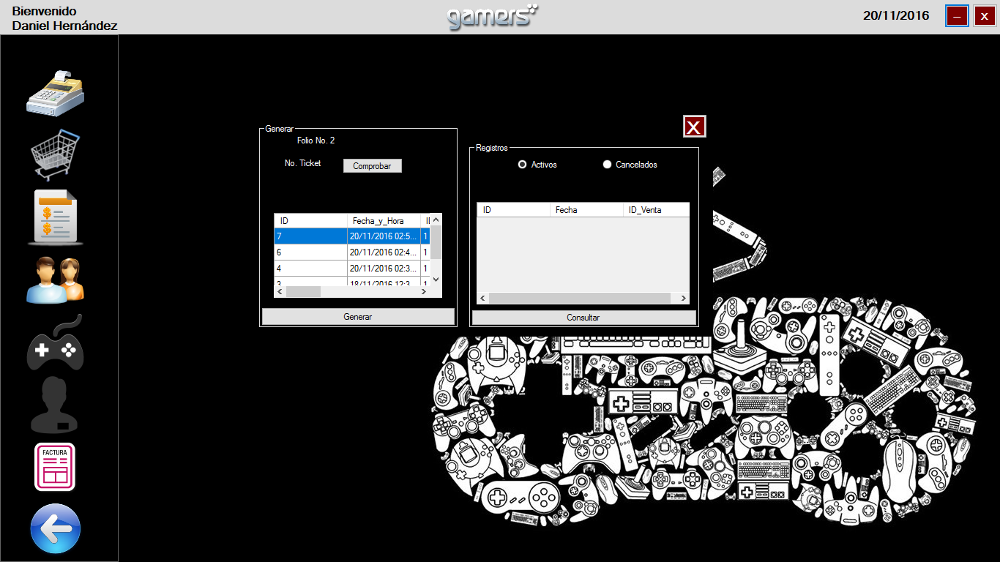 Bienvenido
Daniel Hernández
gamers
20/11/2016
X
FACTURA
Generar
Folio No. 2
No. Ticket
Comprobar
ID Fecha_y_Hora
7 20/11/2016 02:5... 1
6 20/11/2016 02:4... 1
4 20/11/2016 02:3... 1
3 18/11/2016 12:3 1
Generar
X
Registros
Activos Cancelados
ID Fecha ID_Venta
Consultar